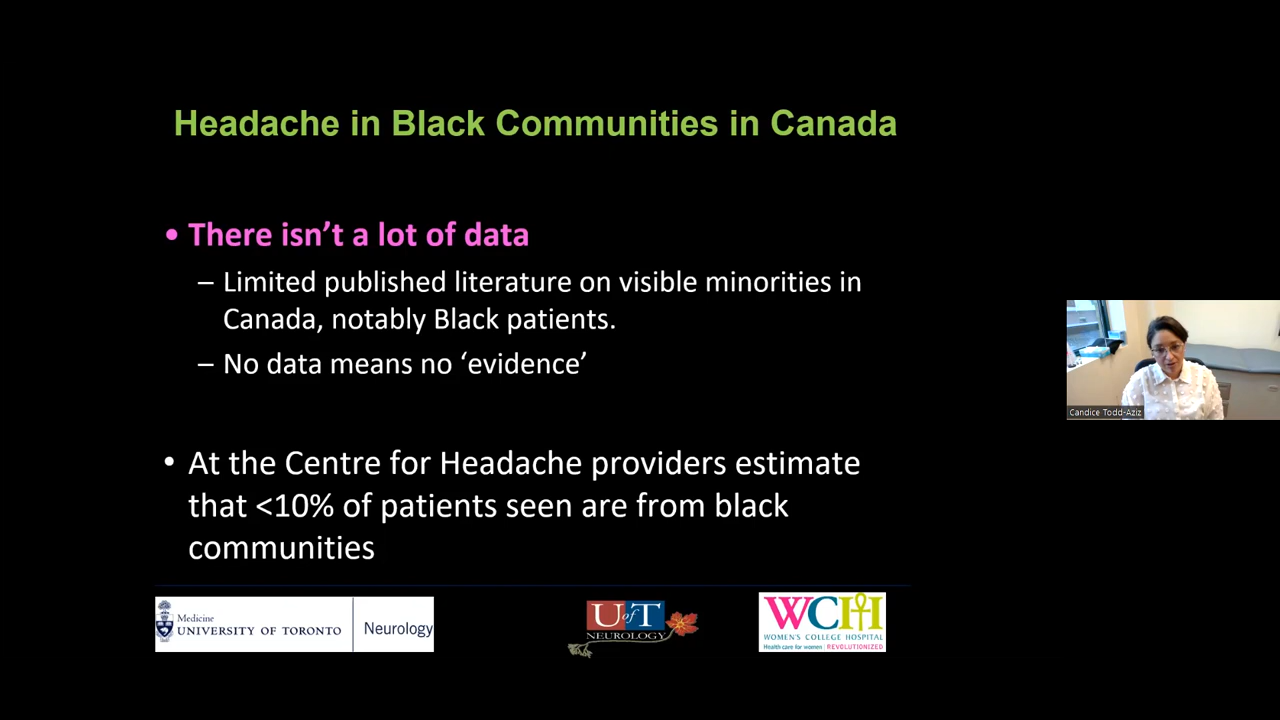 Headache in Black Communities in Canada
• There isn’t a lot of data
– Limited published literature on visible minorities in
Canada, notably Black patients.
– No data means no ‘evidence’
• At the Centre for Headache providers estimate
that <10% of patients seen are from black
communities
Medicine
UNIVERSITY OF TORONTO
Neurology
U of T
NEUROLOGY
WCH
WOMEN'S COLLEGE HOSPITAL
Health care for women | REVOLUTIONIZED
Candice Todd-Aziz